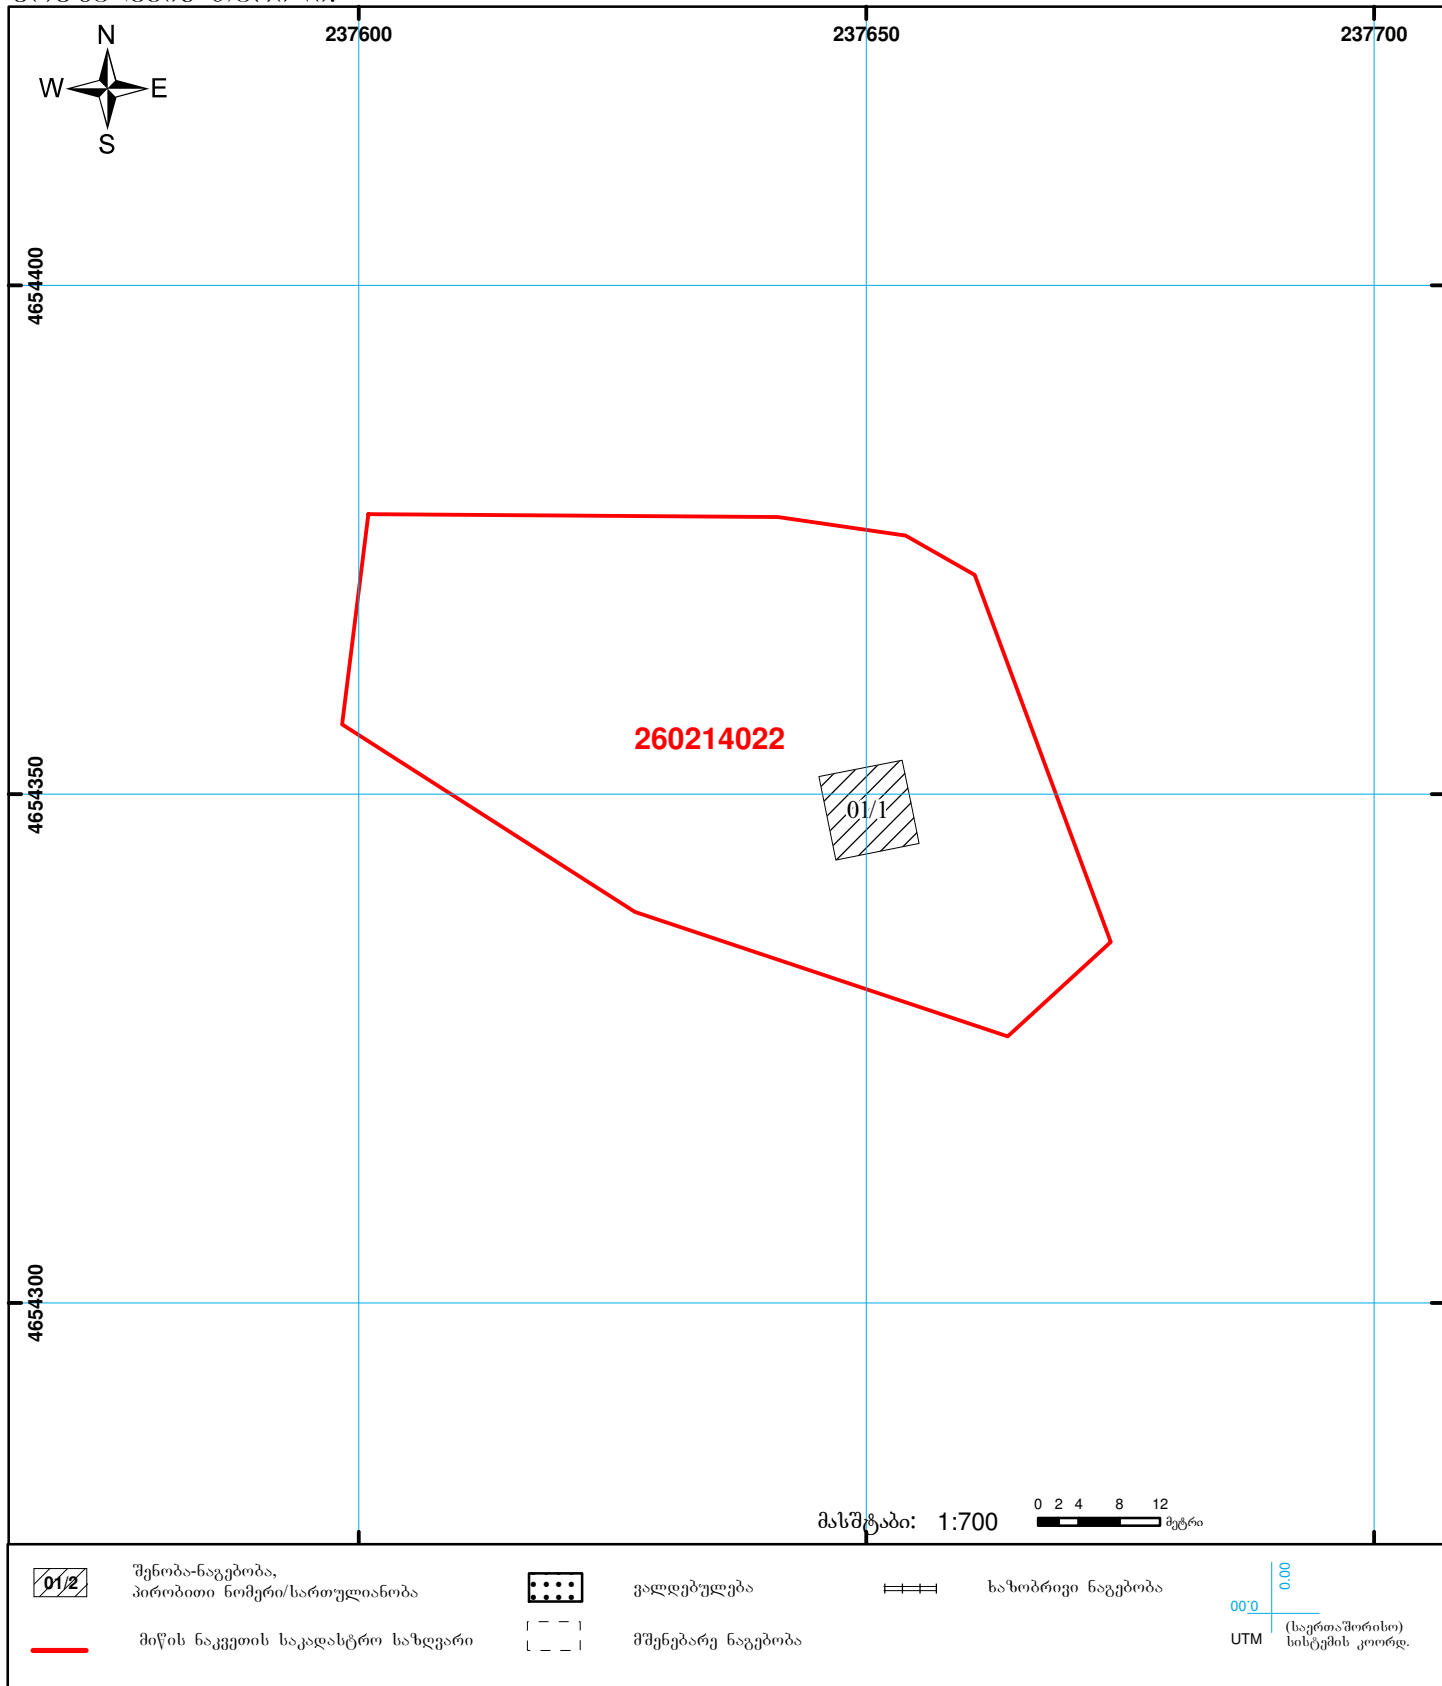 237600 237650 237700
N
W E
S
4654400
4654350
4654300
260214022
01/1
მასშტაბი: 1:700
0 2 4 8 12
მეტრი
01/2
შენობა-ნაგებობა,
პირობითი ნომერი/სართულიანობა
ვალდებულება
ხაზობრივი ნაგებობა
მიწის ნაკვეთის საკადასტრო საზღვარი
მშენებარე ნაგებობა
0.00
0.00
UTM
(საერთაშორისო)
სისტემის კოორდ.